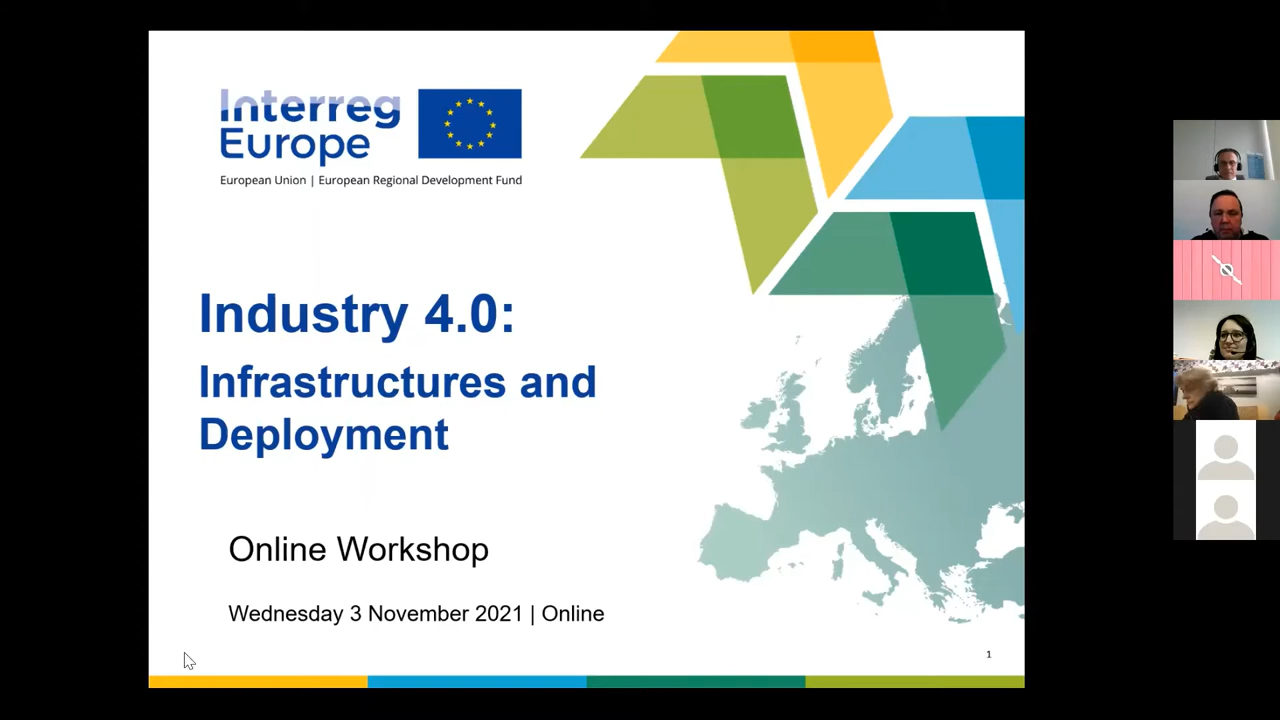 Interreg
Europe
European Union | European Regional Development Fund
Industry 4.0:
Infrastructures and
Deployment
Online Workshop
Wednesday 3 November 2021 | Online
1